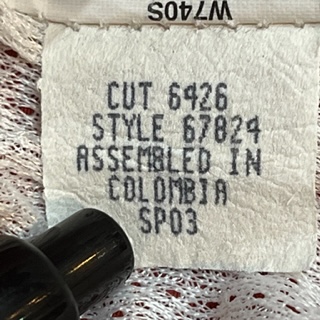 W740S
CUT 6426
STYLE 67824
ASSEMBLED IN
COLOMBIA
SP03